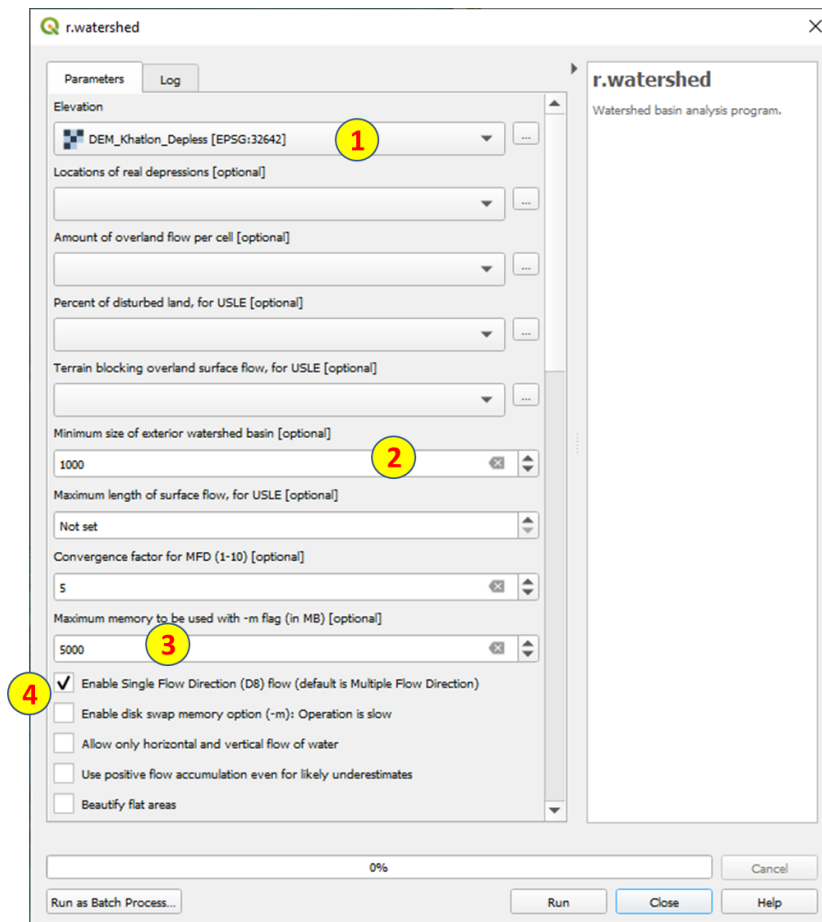 r.watershed
Parameters
Log
Elevation
DEM_Khatlon_Depless [EPSG:32642]
1
...
Locations of real depressions [optional]
...
Amount of overland flow per cell [optional]
...
Percent of disturbed land, for USLE [optional]
...
Terrain blocking overland surface flow, for USLE [optional]
...
Minimum size of exterior watershed basin [optional]
1000
2
Maximum length of surface flow, for USLE [optional]
Not set
Convergence factor for MFD (1-10) [optional]
5
Maximum memory to be used with -m flag (in MB) [optional]
5000
3
4
Enable Single Flow Direction (D8) flow (default is Multiple Flow Direction)
Enable disk swap memory option (-m): Operation is slow
Allow only horizontal and vertical flow of water
Use positive flow accumulation even for likely underestimates
Beautify flat areas
r.watershed
Watershed basin analysis program.
0%
Cancel
Run as Batch Process...
Run
Close
Help